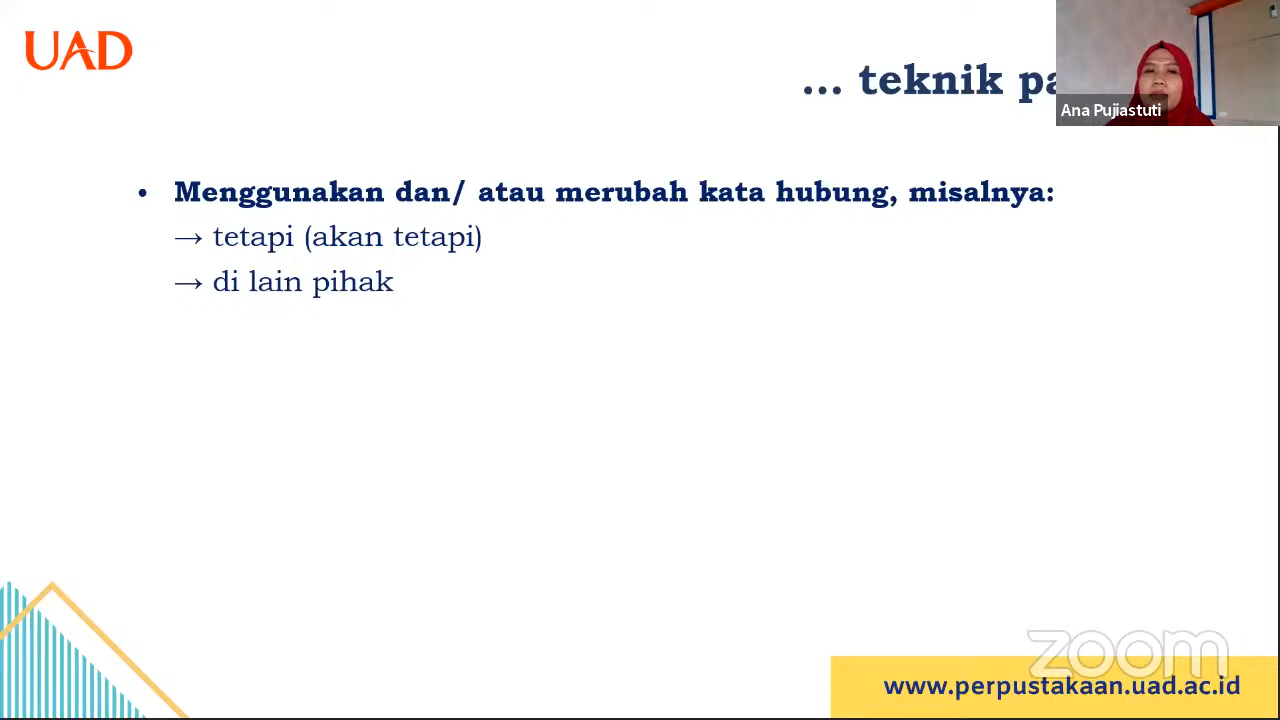 UAD
... teknik
Ana Pujiastuti
• Menggunakan dan/ atau merubah kata hubung, misalnya:
→ tetapi (akan tetapi)
→ di lain pihak
zoom
www.perpustakaan.uad.ac.id